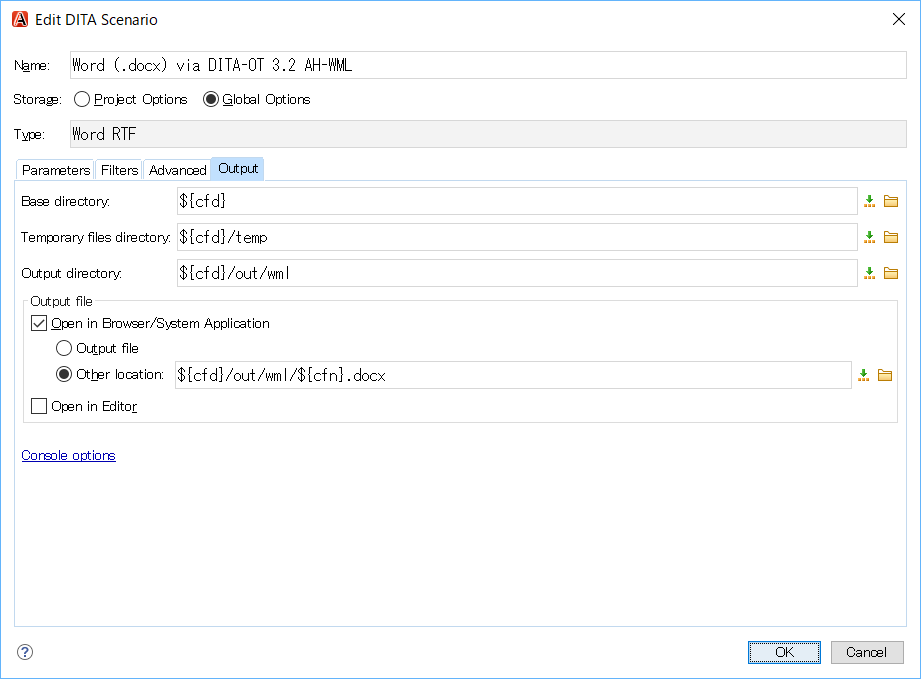 Edit DITA Scenario
Name: Word (.docx) via DITA-OT 3.2 AH-WML
Storage: Project Options Global Options
Type: Word RTF
Parameters Filters Advanced Output
Base directory: ${cfd}
Temporary files directory: ${cfd}/temp
Output directory: ${cfd}/out/wml
Output file
Open in Browser/System Application
Output file
Other location: ${cfd}/out/wml/${cfn}.docx
Open in Editor
Console options
? OK Cancel